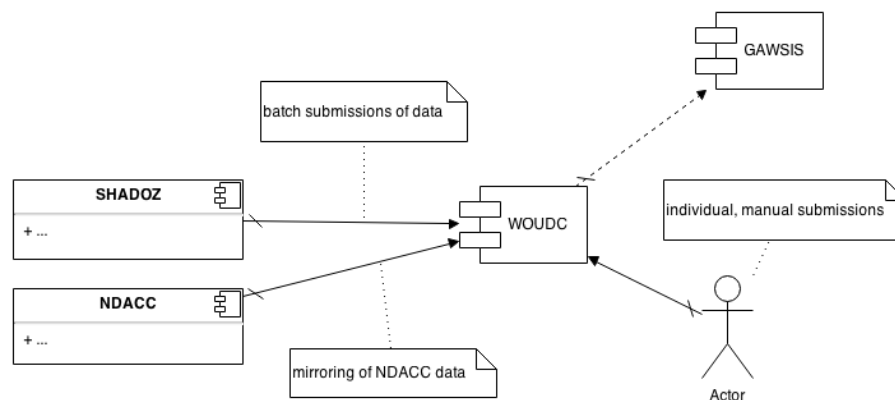 GAWSIS
batch submissions of data
SHADOZ
+ ...
WOUDC
individual, manual submissions
NDACC
+ ...
mirroring of NDACC data
Actor